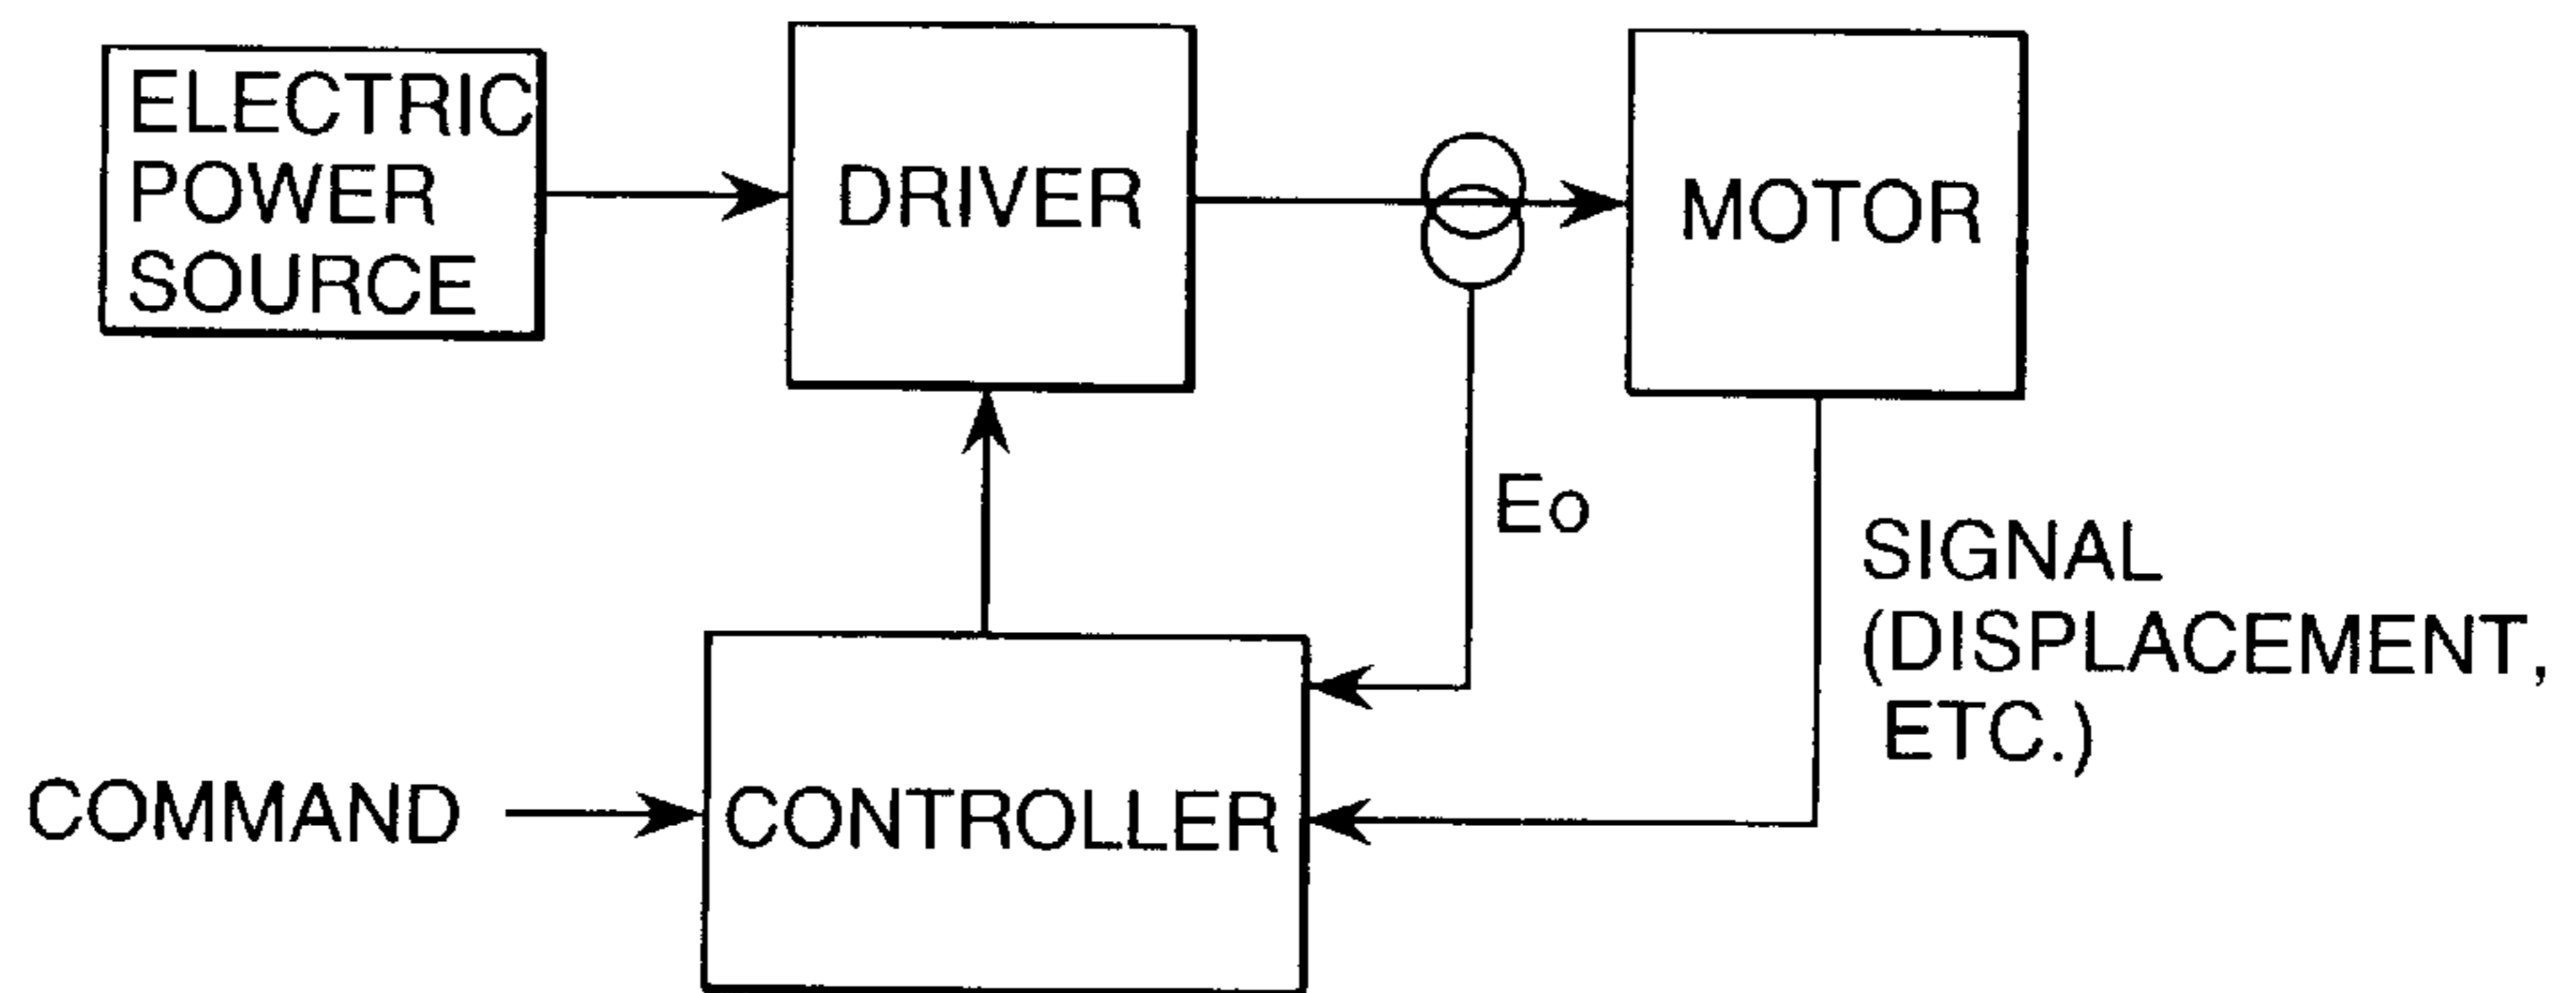 ELECTRIC
POWER
SOURCE
DRIVER
MOTOR
Eo
SIGNAL
(DISPLACEMENT,
ETC.)
COMMAND
CONTROLLER